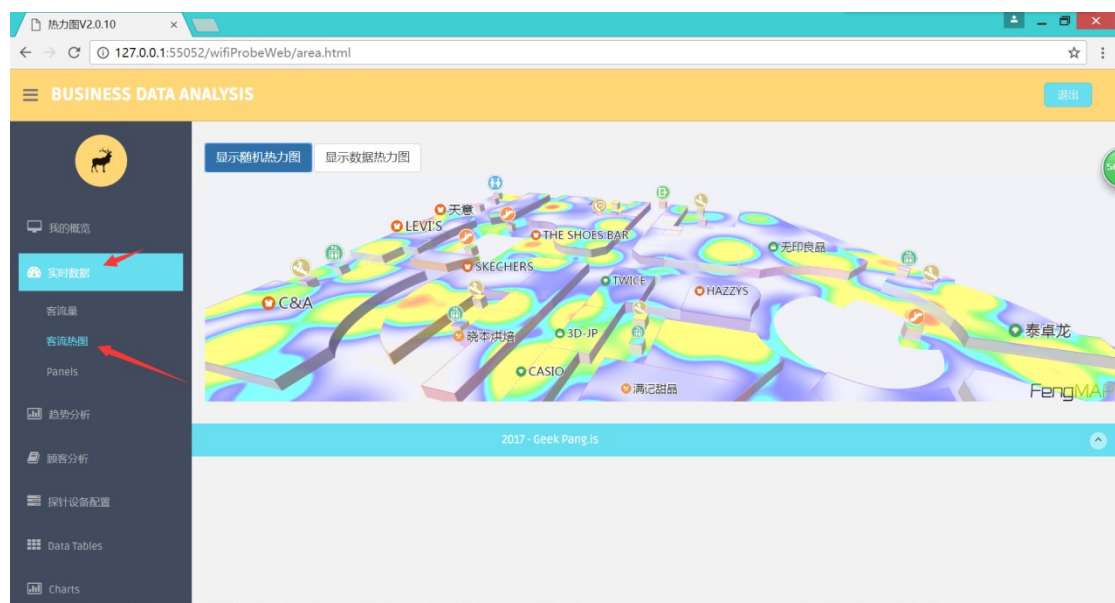 热力图V2.0.10
127.0.0.1:55052/wifiProbeWeb/area.html
BUSINESS DATA ANALYSIS
退出
显示随机热力图 显示数据热力图
我的概览
实时数据
客流量
客流热图
Panels
趋势分析
顾客分析
探针设备配置
Data Tables
Charts
天意
LEVI'S
THE SHOES BAR
无印良品
SKECHERS
TWICE
HAZZYS
C&A
晓本烘焙
3D-JP
泰卓龙
CASIO
满记甜品
FengMAP
2017 - Geek Pang.is